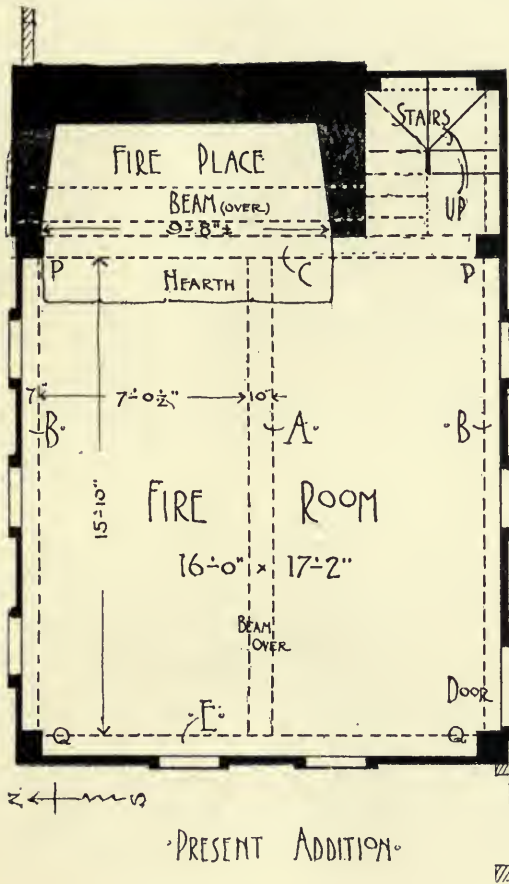 STAIRS
FIRE PLACE
BEAM (OVER)
9'-8"±
UP
P
C
P
HEARTH
7"
7'-0½"
10"
B
A
B
15'-10"
FIRE ROOM
16'-0" x 17'-2"
BEAM
OVER
DOOR
Q
E
Q
N
S
PRESENT ADDITION